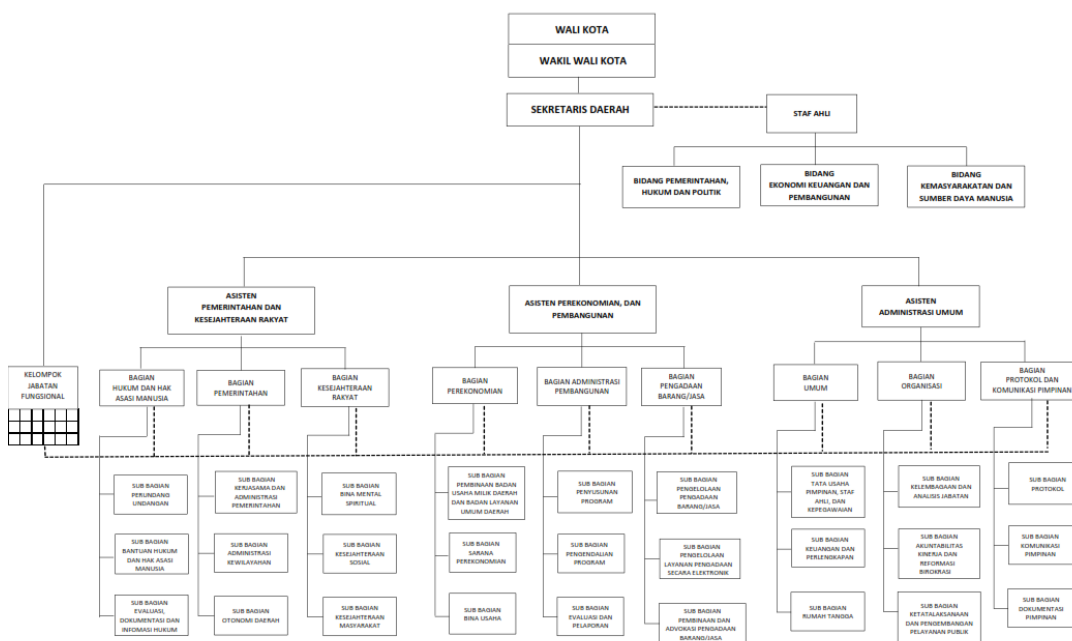 WALI KOTA
WAKIL WALI KOTA
SEKRETARIS DAERAH
STAF AHLI
BIDANG PEMERINTAHAN,
HUKUM DAN POLITIK
BIDANG
EKONOMI KEUANGAN DAN
PEMBANGUNAN
BIDANG
KEMASYARAKATAN DAN
SUMBER DAYA MANUSIA
ASISTEN
PEMERINTAHAN DAN
KESEJAHTERAAN RAKYAT
ASISTEN PEREKONOMIAN, DAN
PEMBANGUNAN
ASISTEN
ADMINISTRASI UMUM
KELOMPOK
JABATAN
FUNGSIONAL
BAGIAN
HUKUM DAN HAK
ASASI MANUSIA
BAGIAN
PEMERINTAHAN
BAGIAN
KESEJAHTERAAN
RAKYAT
BAGIAN
PEREKONOMIAN
BAGIAN ADMINISTRASI
PEMBANGUNAN
BAGIAN
PENGADAAN
BARANG/JASA
BAGIAN
UMUM
BAGIAN
ORGANISASI
BAGIAN
PROTOKOL DAN
KOMUNIKASI PIMPINAN
SUB BAGIAN
PERUNDANG
UNDANGAN
SUB BAGIAN
KERJASAMA DAN
ADMINISTRASI
PEMERINTAHAN
SUB BAGIAN
BINA MENTAL
SPIRITUAL
SUB BAGIAN
PEMBINAAN BADAN
USAHA MILIK DAERAH
DAN BADAN LAYANAN
UMUM DAERAH
SUB BAGIAN
PENYUSUNAN
PROGRAM
SUB BAGIAN
PENGELOLAAN
PENGADAAN
BARANG/JASA
SUB BAGIAN
TATA USAHA
PIMPINAN, STAF
AHLI, DAN
KEPEGAWAIAN
SUB BAGIAN
KELEMBAGAAN DAN
ANALISIS JABATAN
SUB BAGIAN
PROTOKOL
SUB BAGIAN
BANTUAN HUKUM
DAN HAK ASASI
MANUSIA
SUB BAGIAN
ADMINISTRASI
KEWILAYAHAN
SUB BAGIAN
KESEJAHTERAAN
SOSIAL
SUB BAGIAN
SARANA
PEREKONOMIAN
SUB BAGIAN
PENGENDALIAN
PROGRAM
SUB BAGIAN
PENGELOLAAN
LAYANAN PENGADAAN
SECARA ELEKTRONIK
SUB BAGIAN
KEUANGAN DAN
PERLENGKAPAN
SUB BAGIAN
AKUNTABILITAS
KINERJA DAN
REFORMASI
BIROKRASI
SUB BAGIAN
KOMUNIKASI
PIMPINAN
SUB BAGIAN
EVALUASI,
DOKUMENTASI DAN
INFOMASI HUKUM
SUB BAGIAN
OTONOMI DAERAH
SUB BAGIAN
KESEJAHTERAAN
MASYARAKAT
SUB BAGIAN
BINA USAHA
SUB BAGIAN
EVALUASI DAN
PELAPORAN
SUB BAGIAN
PEMBINAAN DAN
ADVOKASI PENGADAAN
BARANG/JASA
SUB BAGIAN
RUMAH TANGGA
SUB BAGIAN
KETATALAKSANAAN
DAN PENGEMBANGAN
PELAYANAN PUBLIK
SUB BAGIAN
DOKUMENTASI
PIMPINAN